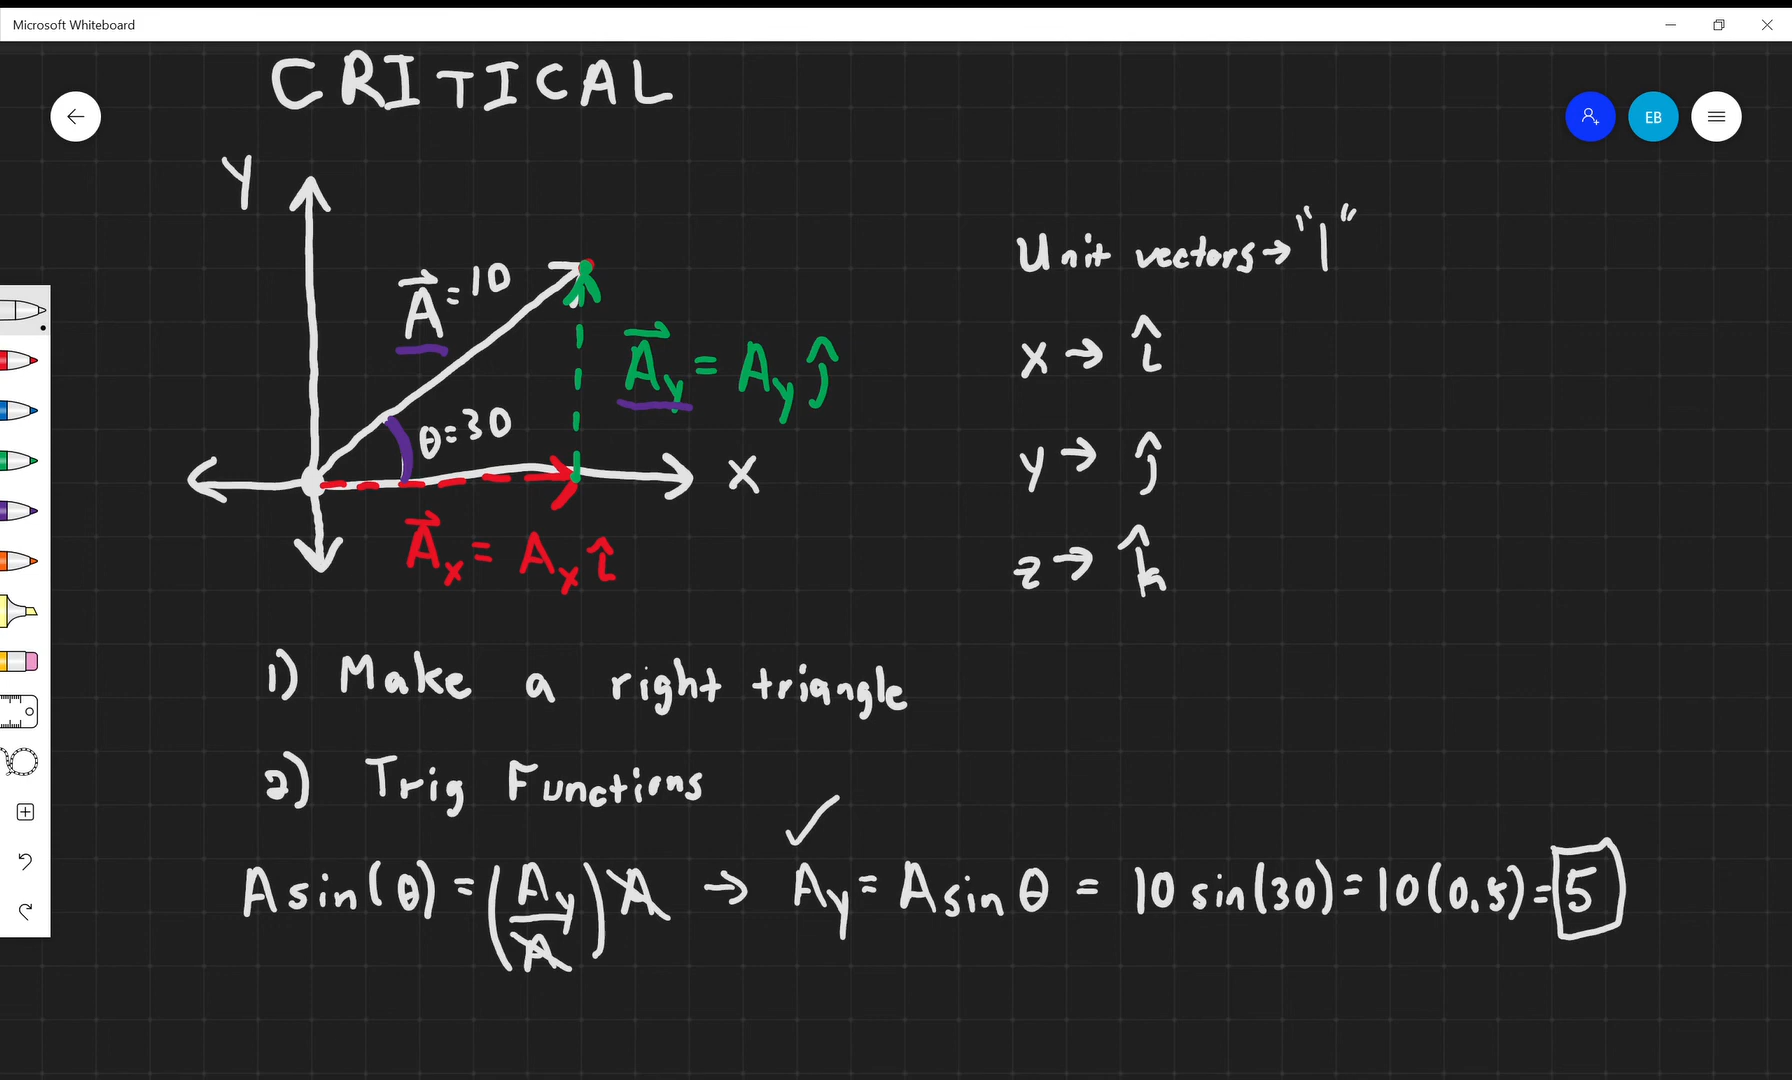 Microsoft Whiteboard
CRITICAL
EB
Y
A⃗ = 10
Unit vectors → "1"
A⃗y = Ay ĵ
x → î
θ = 30
X
y → ĵ
A⃗x = Ax î
z → k̂
1) Make a right triangle
2) Trig Functions
A sin(θ) = (Ay/A) A → Ay = A sin θ = 10 sin(30) = 10(0.5) = 5